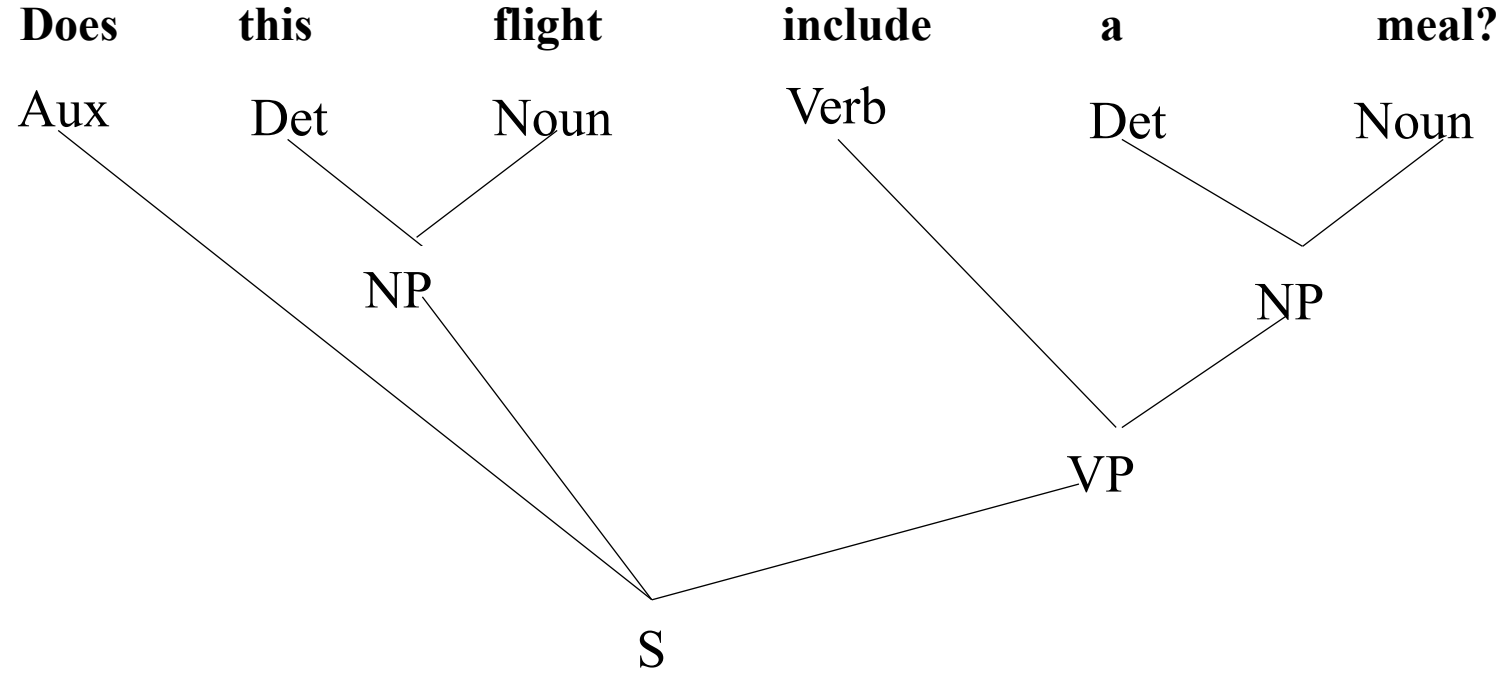 Does this flight include a meal?
Aux Det Noun Verb Det Noun
NP NP
VP
S